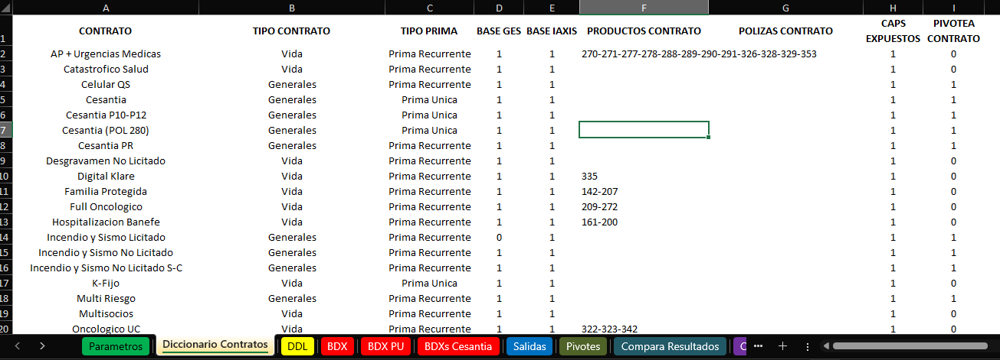 A B C D E F G H I
1 CONTRATO TIPO CONTRATO TIPO PRIMA BASE GES BASE IAXIS PRODUCTOS CONTRATO POLIZAS CONTRATO CAPS EXPUESTOS PIVOTEA CONTRATO
2 AP + Urgencias Medicas Vida Prima Recurrente 1 1 270-271-277-278-288-289-290-291-326-328-329-353 1 0
3 Catastrofico Salud Vida Prima Recurrente 1 1 1 0
4 Celular QS Generales Prima Recurrente 1 1 1 1
5 Cesantia Generales Prima Unica 1 1 1 1
6 Cesantia P10-P12 Generales Prima Unica 1 1 1 1
7 Cesantia (POL 280) Generales Prima Unica 1 1 1 1
8 Cesantia PR Generales Prima Recurrente 1 1 1 1
9 Desgravamen No Licitado Vida Prima Recurrente 1 1 1 0
10 Digital Klare Vida Prima Recurrente 1 1 335 1 0
11 Familia Protegida Vida Prima Recurrente 1 1 142-207 1 0
12 Full Oncologico Vida Prima Recurrente 1 1 209-272 1 0
13 Hospitalizacion Banefe Vida Prima Recurrente 1 1 161-200 1 0
14 Incendio y Sismo Licitado Generales Prima Recurrente 0 1 1 1
15 Incendio y Sismo No Licitado Generales Prima Recurrente 1 1 1 1
16 Incendio y Sismo No Licitado S-C Generales Prima Recurrente 1 1 1 1
17 K-Fijo Vida Prima Unica 1 1 1 0
18 Multi Riesgo Generales Prima Recurrente 1 1 1 1
19 Multisocios Vida Prima Recurrente 1 1 1 0
20 Oncologico UC Vida Prima Recurrente 1 1 322-323-342 1 0
Parametros Diccionario Contratos DDL BDX BDX PU BDXs Cesantia Salidas Pivotes Compara Resultados